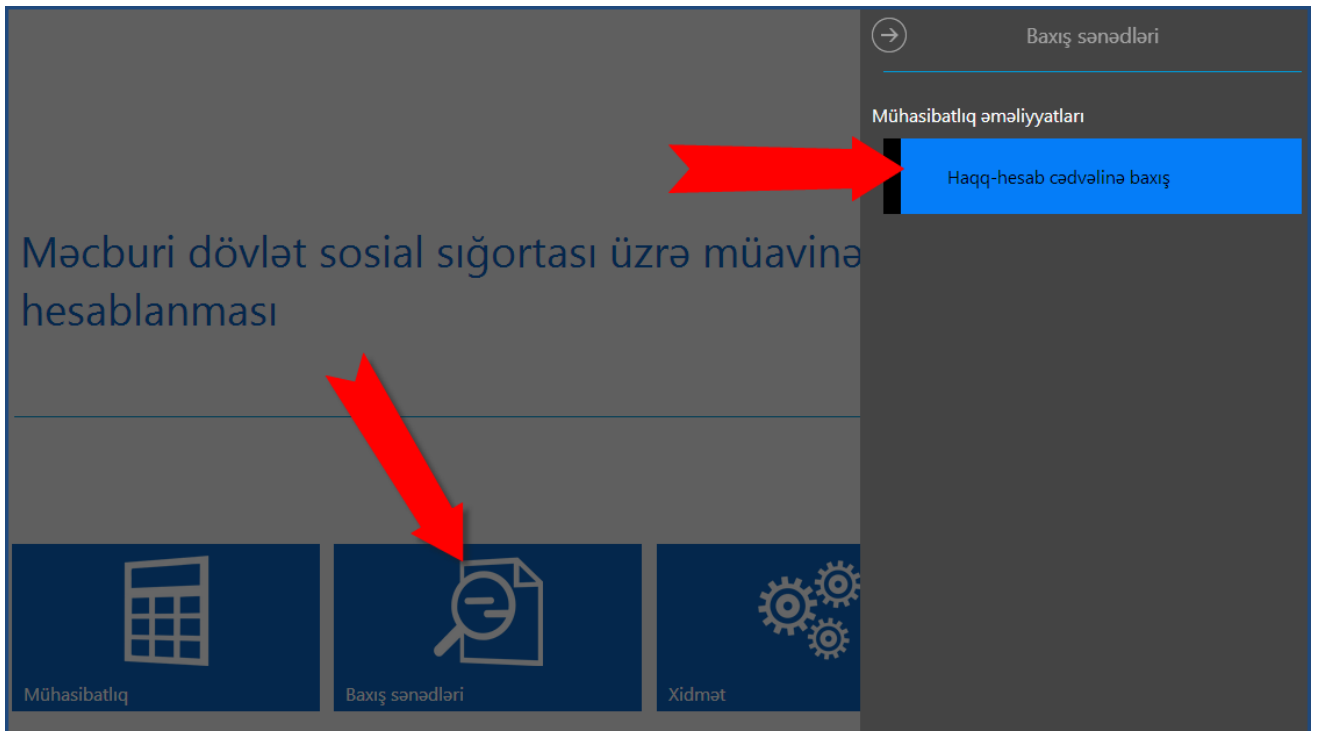 Baxış sənədləri
Mühasibatlıq əməliyyatları
Haqq-hesab cədvəlinə baxış
Məcburi dövlət sosial sığortası üzrə müavinə
hesablanması
Mühasibatlıq
Baxış sənədləri
Xidmət